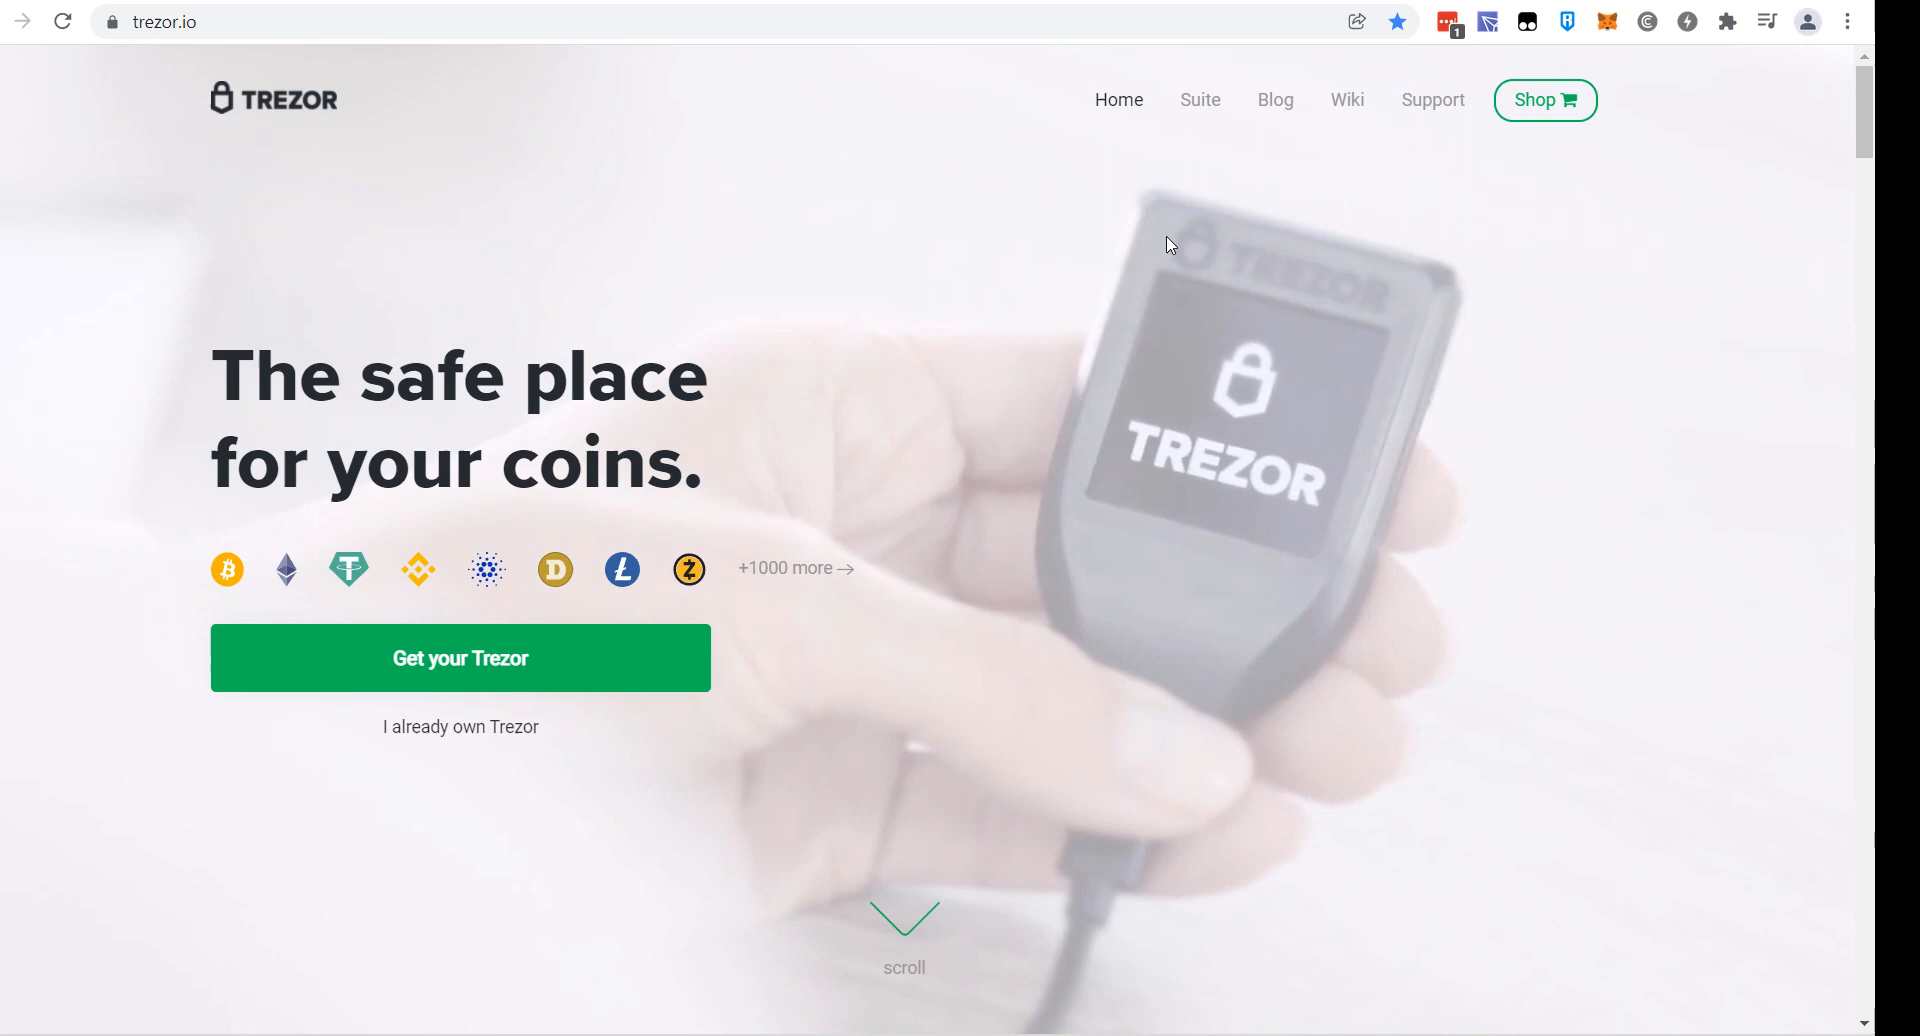 trezor.io
1
TREZOR
Home Suite Blog Wiki Support Shop
TREZOR
TREZOR
The safe place
for your coins.
+1000 more
Get your Trezor
I already own Trezor
scroll